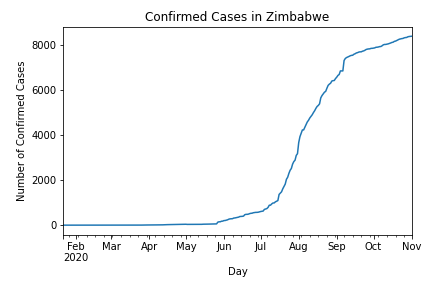 Confirmed Cases in Zimbabwe
Number of Confirmed Cases
8000
6000
4000
2000
0
Feb Mar Apr May Jun Jul Aug Sep Oct Nov
2020
Day